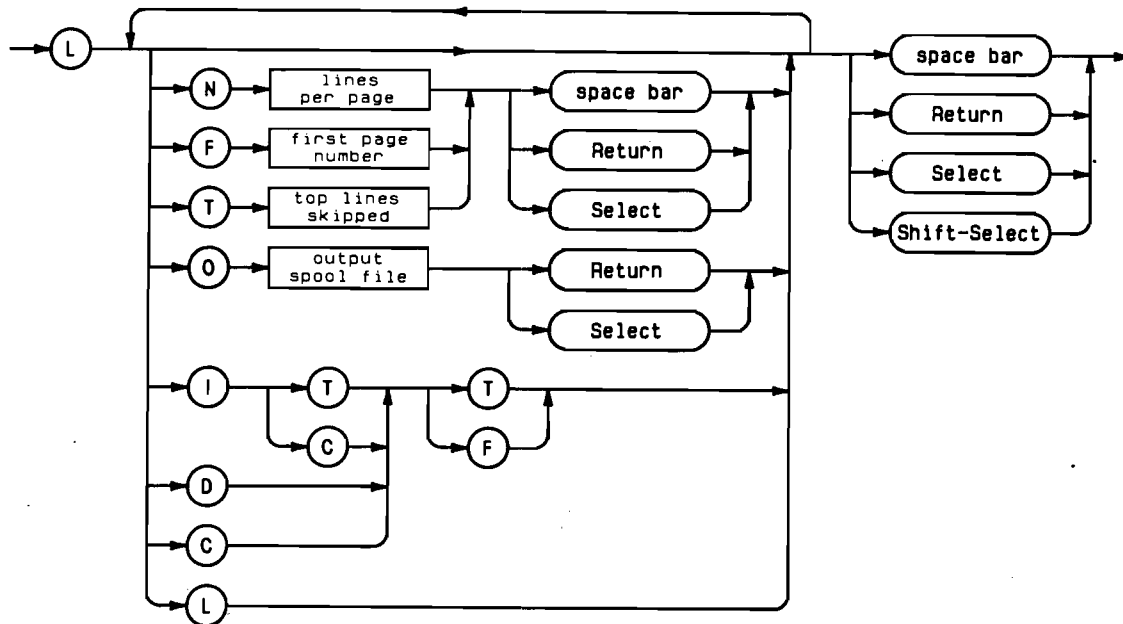 L
space bar
N
lines
per page
space bar
Return
F
first page
number
Return
Select
T
top lines
skipped
Select
Shift-Select
O
output
spool file
Return
Select
I
T
T
C
F
D
C
L